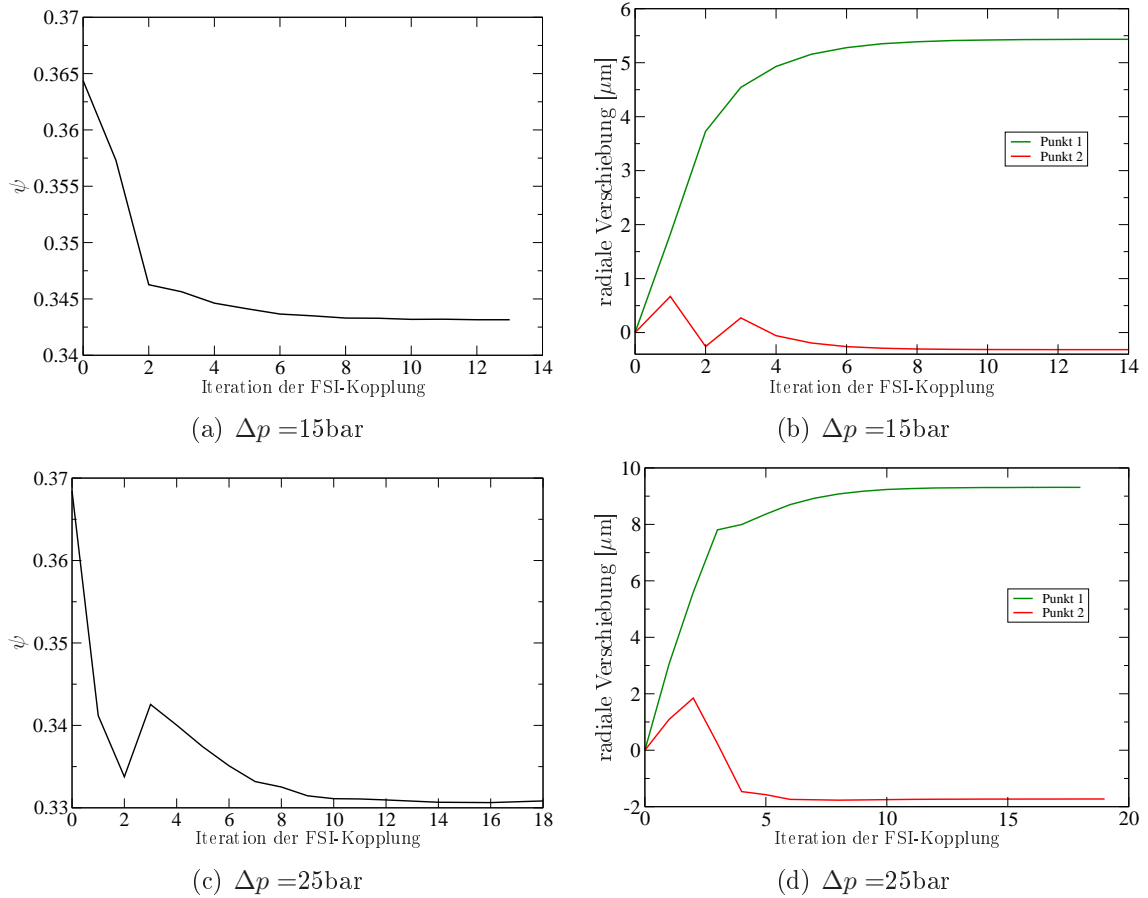 0.37
0.365
0.36
0.355
0.35
0.345
0.34
ψ
0 2 4 6 8 10 12 14
Iteration der FSI-Kopplung
(a) Δp =15bar
6
5
4
3
2
1
0
radiale Verschiebung [μm]
Punkt 1
Punkt 2
0 2 4 6 8 10 12 14
Iteration der FSI-Kopplung
(b) Δp =15bar
0.37
0.36
0.35
0.34
0.33
ψ
0 2 4 6 8 10 12 14 16 18
Iteration der FSI-Kopplung
(c) Δp =25bar
10
8
6
4
2
0
-2
radiale Verschiebung [μm]
Punkt 1
Punkt 2
0 5 10 15 20
Iteration der FSI-Kopplung
(d) Δp =25bar